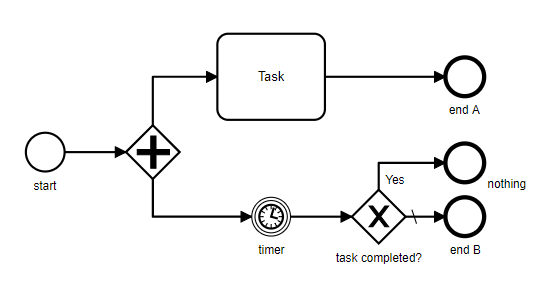 Task
end A
start
Yes
nothing
timer
task completed?
end B